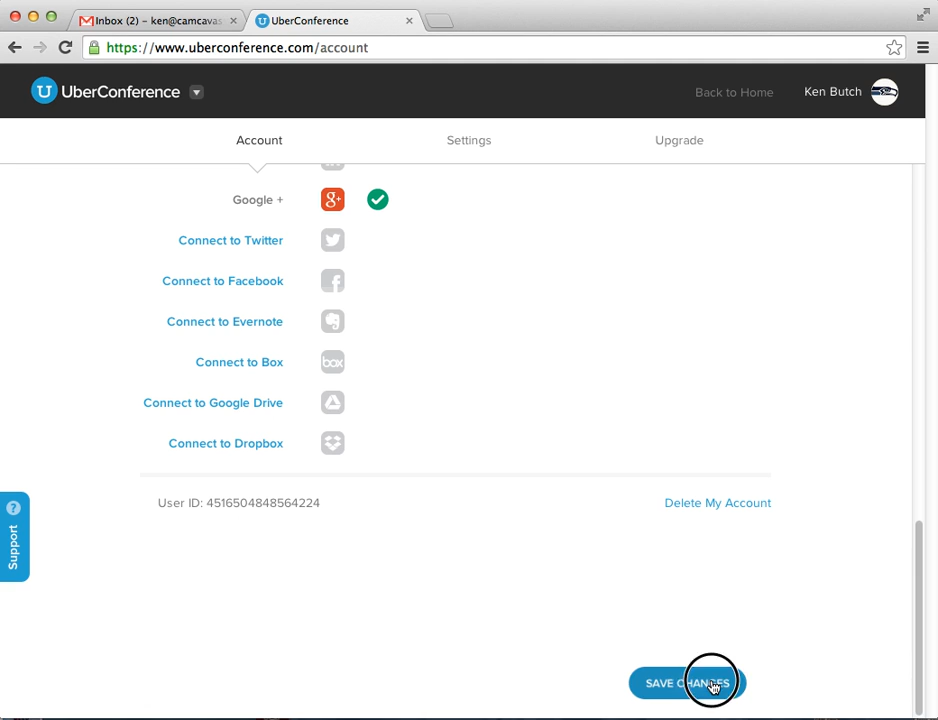 Inbox (2) – ken@camcavas
UberConference
https://www.uberconference.com/account
UberConference
Back to Home
Ken Butch
Account
Settings
Upgrade
Google +
g+
Connect to Twitter
Connect to Facebook
Connect to Evernote
Connect to Box
box
Connect to Google Drive
Connect to Dropbox
User ID: 4516504848564224
Delete My Account
? Support
SAVE CHANGES